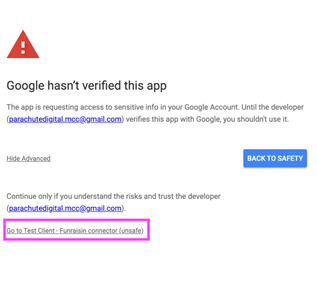 Google hasn't verified this app
The app is requesting access to sensitive info in your Google Account. Until the developer
(parachutedigital.mcc@gmail.com) verifies this app with Google, you shouldn't use it.
Hide Advanced
BACK TO SAFETY
Continue only if you understand the risks and trust the developer
(parachutedigital.mcc@gmail.com).
Go to Test Client - Funraisin connector (unsafe)